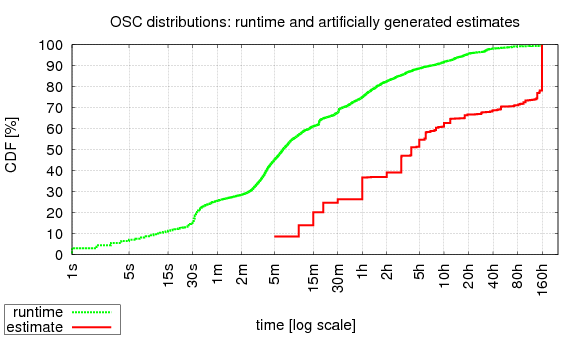 OSC distributions: runtime and artificially generated estimates
100
90
80
70
60
50
40
30
20
10
0
CDF [%]
1s
5s
15s
30s
1m
2m
5m
15m
30m
1h
2h
5h
10h
20h
40h
80h
160h
time [log scale]
runtime
estimate